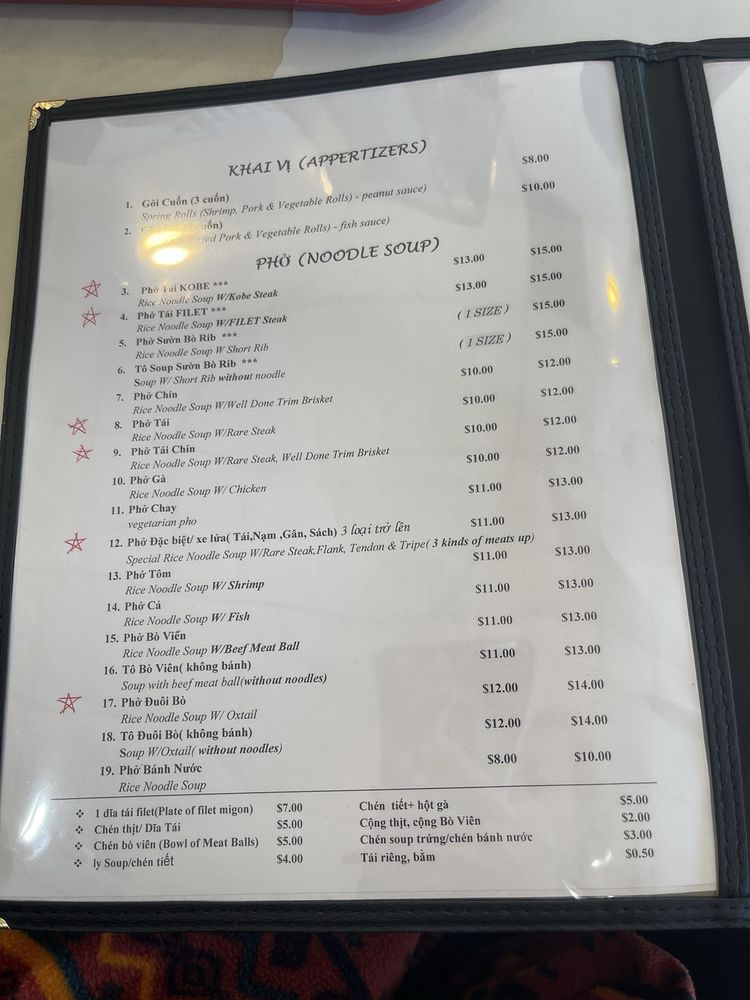 KHAI VỊ (APPERTIZERS)
1. Gỏi Cuốn (3 cuốn) $8.00
Spring Rolls (Shrimp, Pork & Vegetable Rolls) - peanut sauce)
2. cuốn) $10.00
ried Pork & Vegetable Rolls) - fish sauce)
PHỞ (NOODLE SOUP)
3. Phở Tái KOBE *** $13.00 $15.00
Rice Noodle Soup W/Kobe Steak
4. Phở Tái FILET *** $13.00 $15.00
Rice Noodle Soup W/FILET Steak
5. Phở Sườn Bò Rib *** ( 1 SIZE ) $15.00
Rice Noodle Soup W Short Rib
6. Tô Soup Sườn Bò Rib *** ( 1 SIZE ) $15.00
Soup W/ Short Rib without noodle
7. Phở Chín $10.00 $12.00
Rice Noodle Soup W/Well Done Trim Brisket
8. Phở Tái $10.00 $12.00
Rice Noodle Soup W/Rare Steak
9. Phở Tái Chín $10.00 $12.00
Rice Noodle Soup W/Rare Steak, Well Done Trim Brisket
10. Phở Gà $10.00 $12.00
Rice Noodle Soup W/ Chicken
11. Phở Chay $11.00 $13.00
vegetarian pho
12. Phở Đặc biệt/ xe lửa( Tái,Nạm ,Gân, Sách) 3 loại trở lên $11.00 $13.00
Special Rice Noodle Soup W/Rare Steak,Flank, Tendon & Tripe( 3 kinds of meats up)
13. Phở Tôm $11.00 $13.00
Rice Noodle Soup W/ Shrimp
14. Phở Cá $11.00 $13.00
Rice Noodle Soup W/ Fish
15. Phở Bò Viên $11.00 $13.00
Rice Noodle Soup W/Beef Meat Ball
16. Tô Bò Viên( không bánh) $11.00 $13.00
Soup with beef meat ball(without noodles)
17. Phở Đuôi Bò $12.00 $14.00
Rice Noodle Soup W/ Oxtail
18. Tô Đuôi Bò( không bánh) $12.00 $14.00
Soup W/Oxtail( without noodles)
19. Phở Bánh Nước $8.00 $10.00
Rice Noodle Soup
❖ 1 dĩa tái filet(Plate of filet migon) $7.00 Chén tiết+ hột gà $5.00
❖ Chén thịt/ Dĩa Tái $5.00 Cộng thịt, cộng Bò Viên $2.00
❖ Chén bò viên (Bowl of Meat Balls) $5.00 Chén soup trứng/chén bánh nước $3.00
❖ ly Soup/chén tiết $4.00 Tái riêng, bằm $0.50